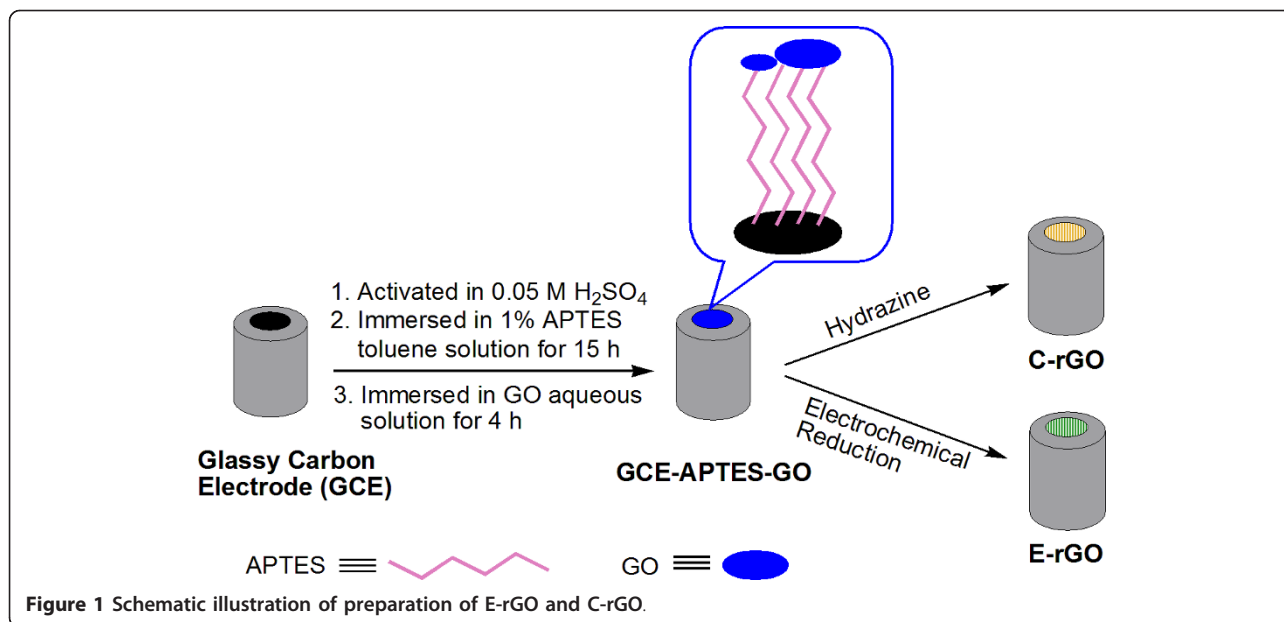 1. Activated in 0.05 M H₂SO₄
2. Immersed in 1% APTES
toluene solution for 15 h
3. Immersed in GO aqueous
solution for 4 h
Glassy Carbon
Electrode (GCE)
GCE-APTES-GO
Hydrazine
C-rGO
Electrochemical
Reduction
E-rGO
APTES
GO
Figure 1 Schematic illustration of preparation of E-rGO and C-rGO.